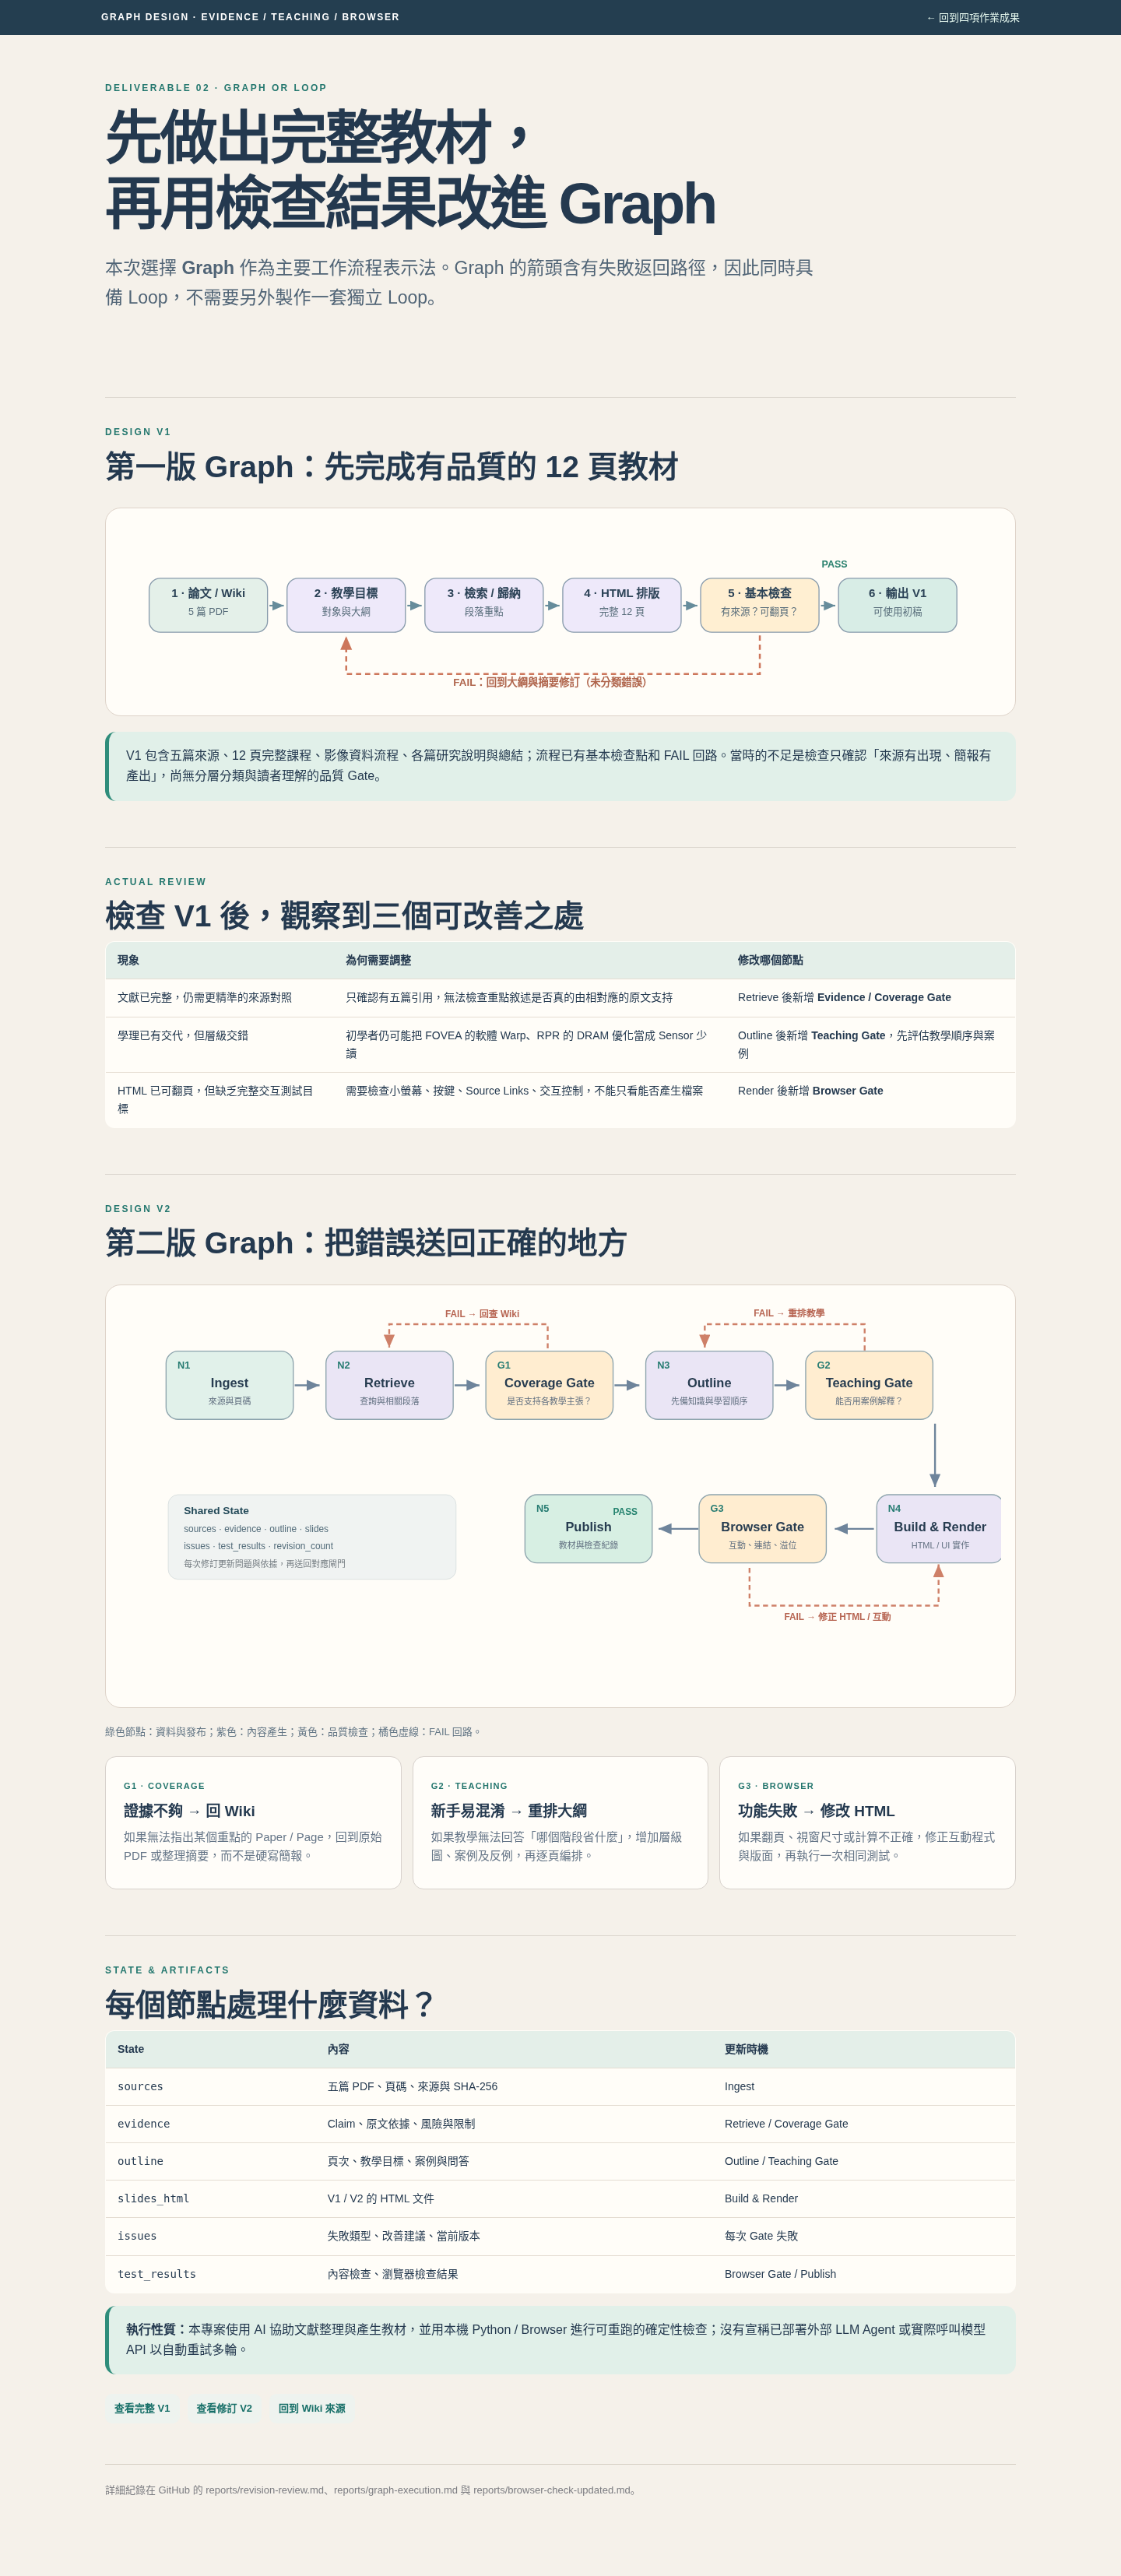 GRAPH DESIGN · EVIDENCE / TEACHING / BROWSER
← 回到四項作業成果
DELIVERABLE 02 · GRAPH OR LOOP
先做出完整教材，
再用檢查結果改進 Graph
本次選擇 Graph 作為主要工作流程表示法。Graph 的箭頭含有失敗返回路徑，因此同時具
備 Loop，不需要另外製作一套獨立 Loop。
DESIGN V1
第一版 Graph：先完成有品質的 12 頁教材
PASS
1 · 論文 / Wiki
5 篇 PDF
2 · 教學目標
對象與大綱
3 · 檢索 / 歸納
段落重點
4 · HTML 排版
完整 12 頁
5 · 基本檢查
有來源？可翻頁？
6 · 輸出 V1
可使用初稿
FAIL：回到大綱與摘要修訂（未分類錯誤）
V1 包含五篇來源、12 頁完整課程、影像資料流程、各篇研究說明與總結；流程已有基本檢查點和 FAIL 回路。當時的不足是檢查只確認「來源有出現、簡報有
產出」，尚無分層分類與讀者理解的品質 Gate。
ACTUAL REVIEW
檢查 V1 後，觀察到三個可改善之處
現象
為何需要調整
修改哪個節點
文獻已完整，仍需更精準的來源對照
只確認有五篇引用，無法檢查重點敘述是否真的由相對應的原文支持
Retrieve 後新增 Evidence / Coverage Gate
學理已有交代，但層級交錯
初學者仍可能把 FOVEA 的軟體 Warp、RPR 的 DRAM 優化當成 Sensor 少
讀
Outline 後新增 Teaching Gate，先評估教學順序與案
例
HTML 已可翻頁，但缺乏完整交互測試目
標
需要檢查小螢幕、按鍵、Source Links、交互控制，不能只看能否產生檔案
Render 後新增 Browser Gate
DESIGN V2
第二版 Graph：把錯誤送回正確的地方
FAIL → 回查 Wiki
FAIL → 重排教學
N1
Ingest
來源與頁碼
N2
Retrieve
查詢與相關段落
G1
Coverage Gate
是否支持各教學主張？
N3
Outline
先備知識與學習順序
G2
Teaching Gate
能否用案例解釋？
Shared State
sources · evidence · outline · slides
issues · test_results · revision_count
每次修訂更新問題與依據，再送回對應閘門
N5
PASS
Publish
教材與檢查紀錄
G3
Browser Gate
互動、連結、溢位
N4
Build & Render
HTML / UI 實作
FAIL → 修正 HTML / 互動
綠色節點：資料與發布；紫色：內容產生；黃色：品質檢查；橘色虛線：FAIL 回路。
G1 · COVERAGE
證據不夠 → 回 Wiki
如果無法指出某個重點的 Paper / Page，回到原始
PDF 或整理摘要，而不是硬寫簡報。
G2 · TEACHING
新手易混淆 → 重排大綱
如果教學無法回答「哪個階段省什麼」，增加層級
圖、案例及反例，再逐頁編排。
G3 · BROWSER
功能失敗 → 修改 HTML
如果翻頁、視窗尺寸或計算不正確，修正互動程式
與版面，再執行一次相同測試。
STATE & ARTIFACTS
每個節點處理什麼資料？
State
內容
更新時機
sources
五篇 PDF、頁碼、來源與 SHA-256
Ingest
evidence
Claim、原文依據、風險與限制
Retrieve / Coverage Gate
outline
頁次、教學目標、案例與問答
Outline / Teaching Gate
slides_html
V1 / V2 的 HTML 文件
Build & Render
issues
失敗類型、改善建議、當前版本
每次 Gate 失敗
test_results
內容檢查、瀏覽器檢查結果
Browser Gate / Publish
執行性質：本專案使用 AI 協助文獻整理與產生教材，並用本機 Python / Browser 進行可重跑的確定性檢查；沒有宣稱已部署外部 LLM Agent 或實際呼叫模型
API 以自動重試多輪。
查看完整 V1
查看修訂 V2
回到 Wiki 來源
詳細紀錄在 GitHub 的 reports/revision-review.md、reports/graph-execution.md 與 reports/browser-check-updated.md。